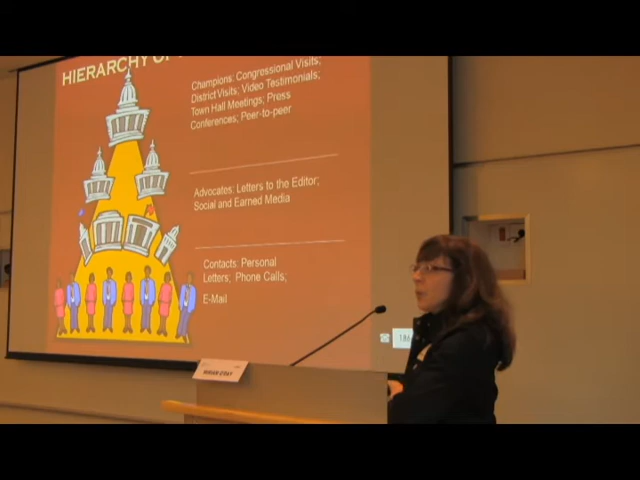 HIERARCHY OF
Champions: Congressional Visits;
District Visits; Video Testimonials;
Town Hall Meetings; Press
Conferences; Peer-to-peer
Advocates: Letters to the Editor;
Social and Earned Media
Contacts: Personal
Letters; Phone Calls;
E-Mail